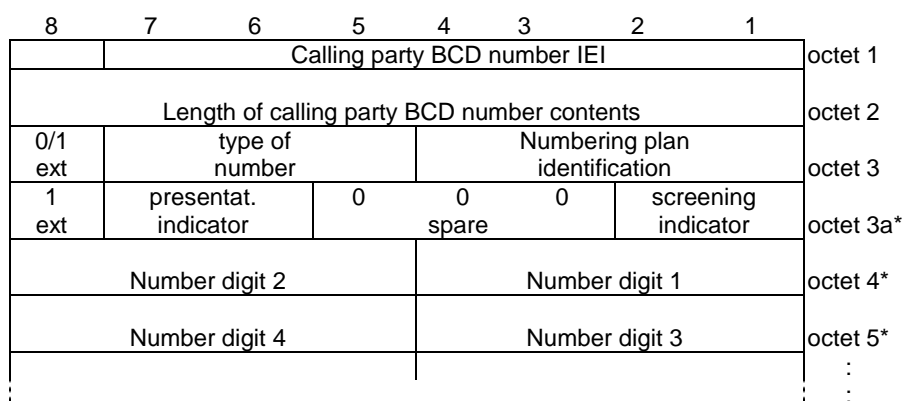 8 7 6 5 4 3 2 1
Calling party BCD number IEI octet 1
Length of calling party BCD number contents octet 2
0/1 type of Numbering plan
ext number identification octet 3
1 presentat. 0 0 0 screening
ext indicator spare indicator octet 3a*
Number digit 2 Number digit 1 octet 4*
Number digit 4 Number digit 3 octet 5*
:
: